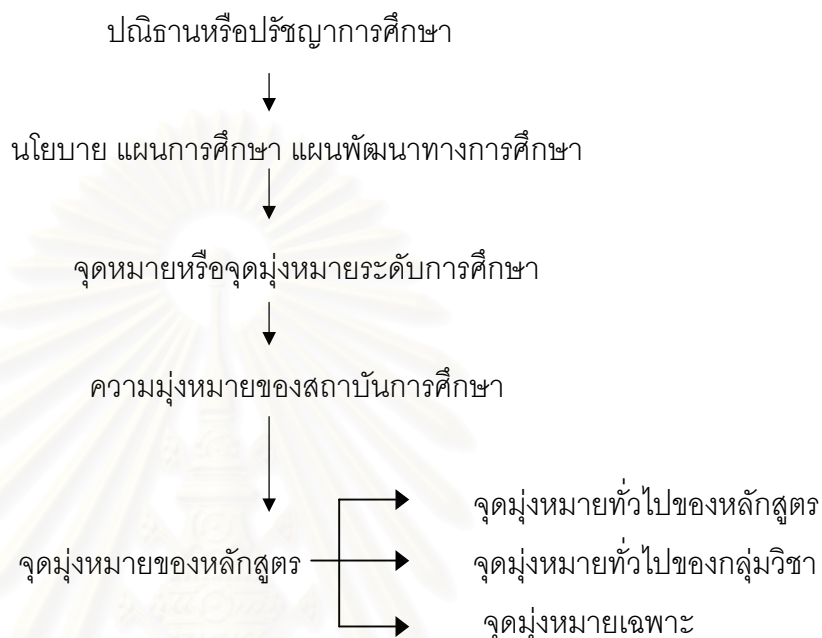 ปณิธานหรือปรัชญาการศึกษา
นโยบาย แผนการศึกษา แผนพัฒนาทางการศึกษา
จุดหมายหรือจุดมุ่งหมายระดับการศึกษา
ความมุ่งหมายของสถาบันการศึกษา
จุดมุ่งหมายทั่วไปของหลักสูตร
จุดมุ่งหมายของหลักสูตร
จุดมุ่งหมายทั่วไปของกลุ่มวิชา
จุดมุ่งหมายเฉพาะ